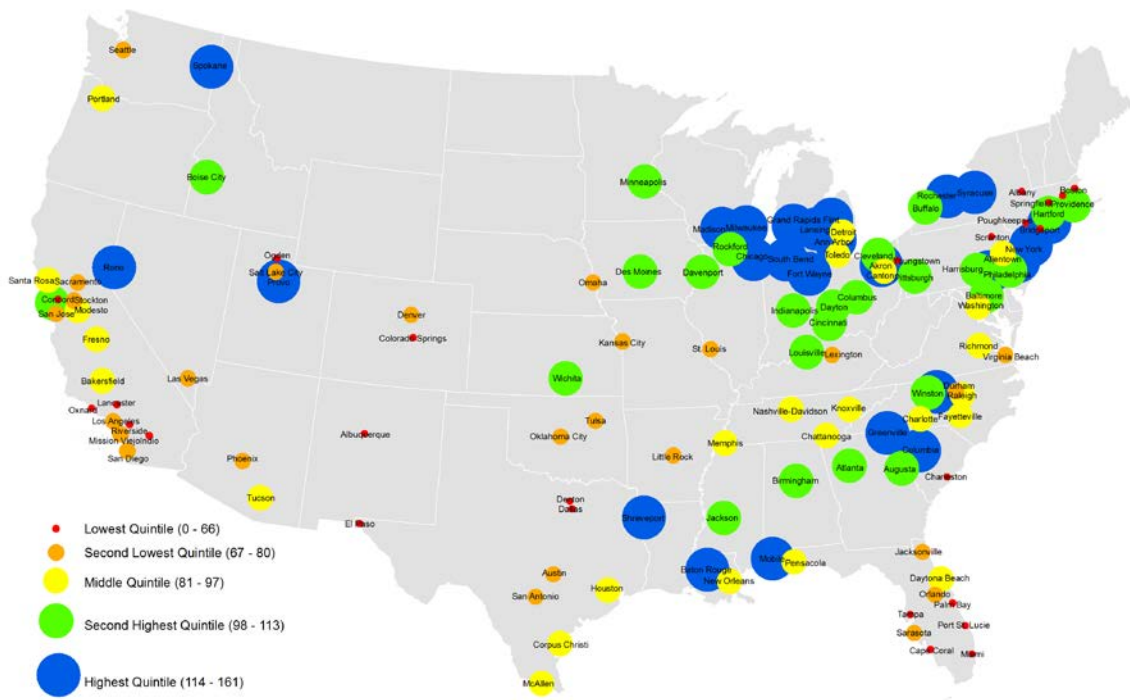 Seattle
Spokane
Portland
Boise City
Minneapolis
Rochester
Syracuse
Buffalo
Albany
Boston
Springfield
Providence
Hartford
Poughkeepsie
Bridgeport
Scranton
New York
Madison
Milwaukee
Grand Rapids
Flint
Lansing
Detroit
Ann Arbor
Rockford
Chicago
South Bend
Toledo
Fort Wayne
Cleveland
Akron
Canton
Youngstown
Pittsburgh
Harrisburg
Allentown
Philadelphia
Baltimore
Washington
Reno
Ogden
Salt Lake City
Provo
Santa Rosa
Sacramento
Concord
Stockton
San Jose
Modesto
Fresno
Bakersfield
Las Vegas
Des Moines
Davenport
Omaha
Denver
Colorado Springs
Kansas City
St. Louis
Indianapolis
Columbus
Dayton
Cincinnati
Louisville
Lexington
Richmond
Virginia Beach
Wichita
Lancaster
Oxnard
Los Angeles
Riverside
Mission Viejo
Indio
San Diego
Phoenix
Tucson
Albuquerque
El Paso
Tulsa
Oklahoma City
Little Rock
Nashville-Davidson
Knoxville
Memphis
Chattanooga
Winston
Durham
Raleigh
Charlotte
Fayetteville
Greenville
Columbia
Atlanta
Augusta
Charleston
Birmingham
Jackson
Denton
Dallas
Shreveport
Mobile
Pensacola
Baton Rouge
New Orleans
Austin
San Antonio
Houston
Corpus Christi
McAllen
Jacksonville
Daytona Beach
Orlando
Palm Bay
Tampa
Port St. Lucie
Sarasota
Cape Coral
Miami
Lowest Quintile (0 - 66)
Second Lowest Quintile (67 - 80)
Middle Quintile (81 - 97)
Second Highest Quintile (98 - 113)
Highest Quintile (114 - 161)